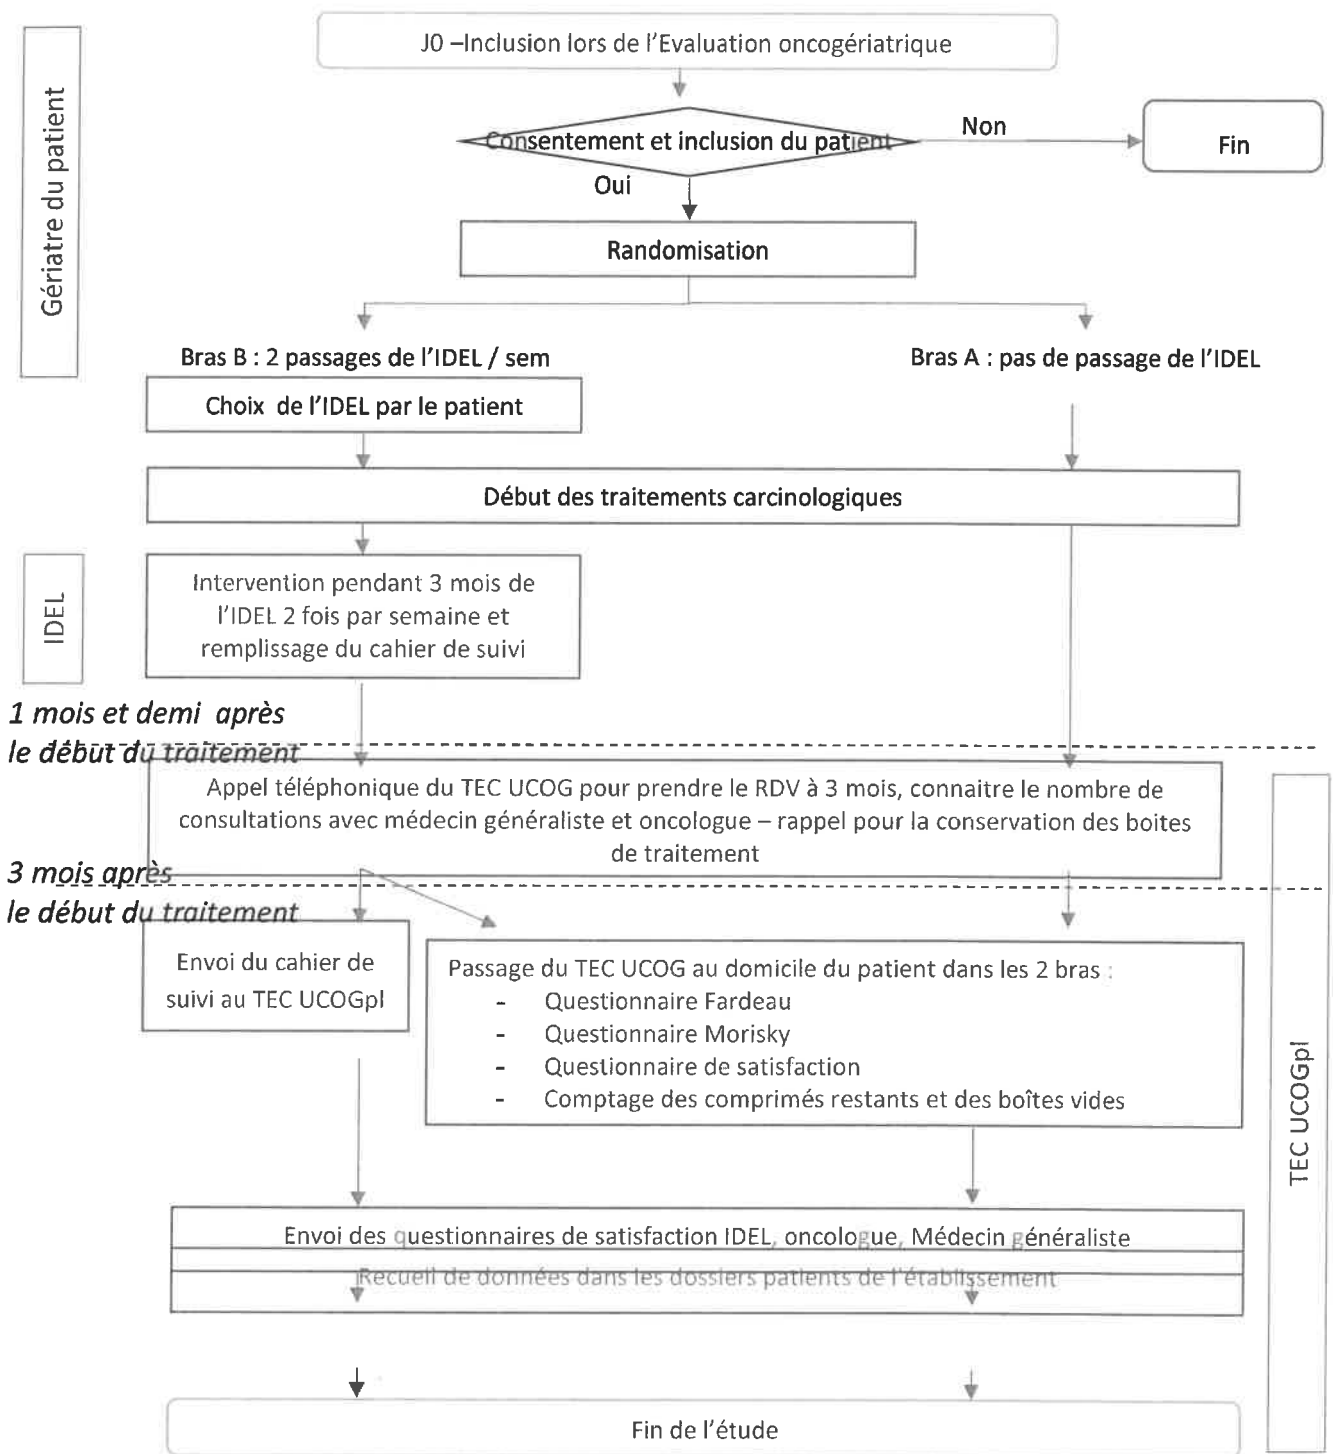 J0 –Inclusion lors de l'Evaluation oncogériatrique
Gériatre du patient
Consentement et inclusion du patient
Non
Fin
Oui
Randomisation
Bras B : 2 passages de l'IDEL / sem
Bras A : pas de passage de l'IDEL
Choix de l'IDEL par le patient
Début des traitements carcinologiques
IDEL
Intervention pendant 3 mois de
l'IDEL 2 fois par semaine et
remplissage du cahier de suivi
1 mois et demi après
le début du traitement
Appel téléphonique du TEC UCOG pour prendre le RDV à 3 mois, connaitre le nombre de
consultations avec médecin généraliste et oncologue – rappel pour la conservation des boites
de traitement
3 mois après
le début du traitement
Envoi du cahier de
suivi au TEC UCOGpl
Passage du TEC UCOG au domicile du patient dans les 2 bras :
- Questionnaire Fardeau
- Questionnaire Morisky
- Questionnaire de satisfaction
- Comptage des comprimés restants et des boîtes vides
TEC UCOGpl
Envoi des questionnaires de satisfaction IDEL, oncologue, Médecin généraliste
Recueil de données dans les dossiers patients de l'établissement
Fin de l'étude